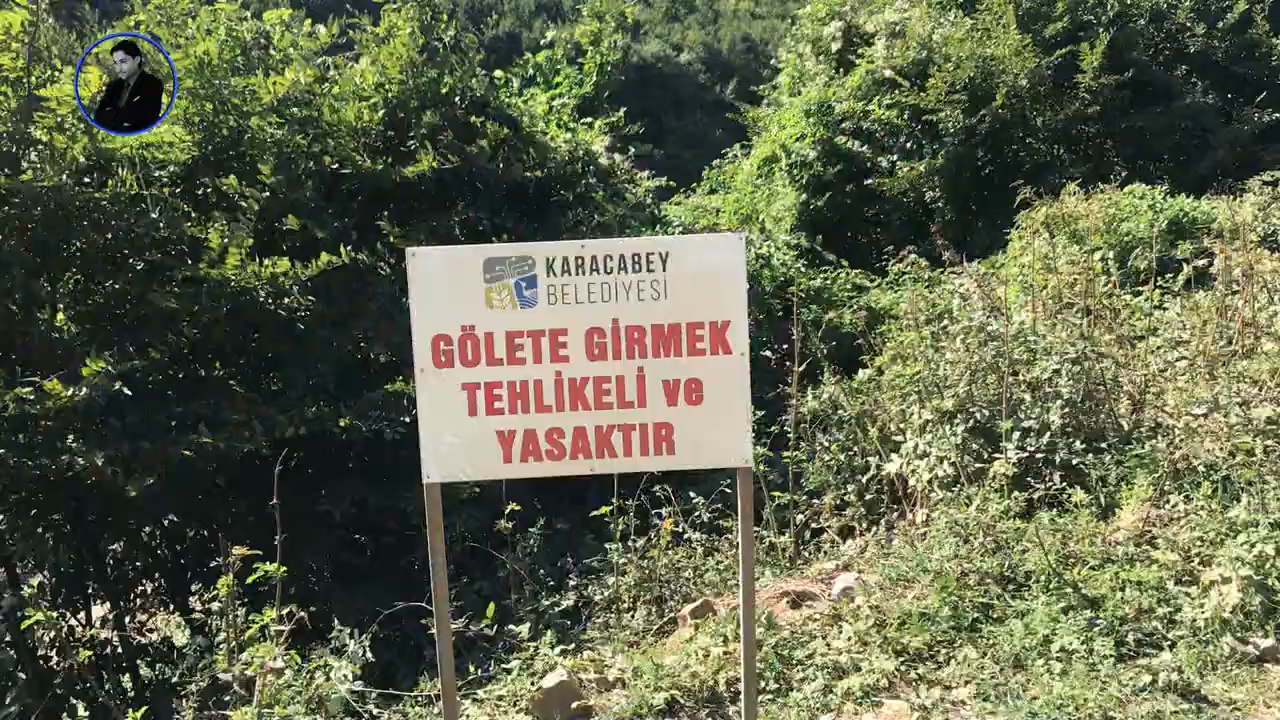 KARACABEY
BELEDİYESİ
GÖLETE GİRMEK
TEHLİKELİ ve
YASAKTIR